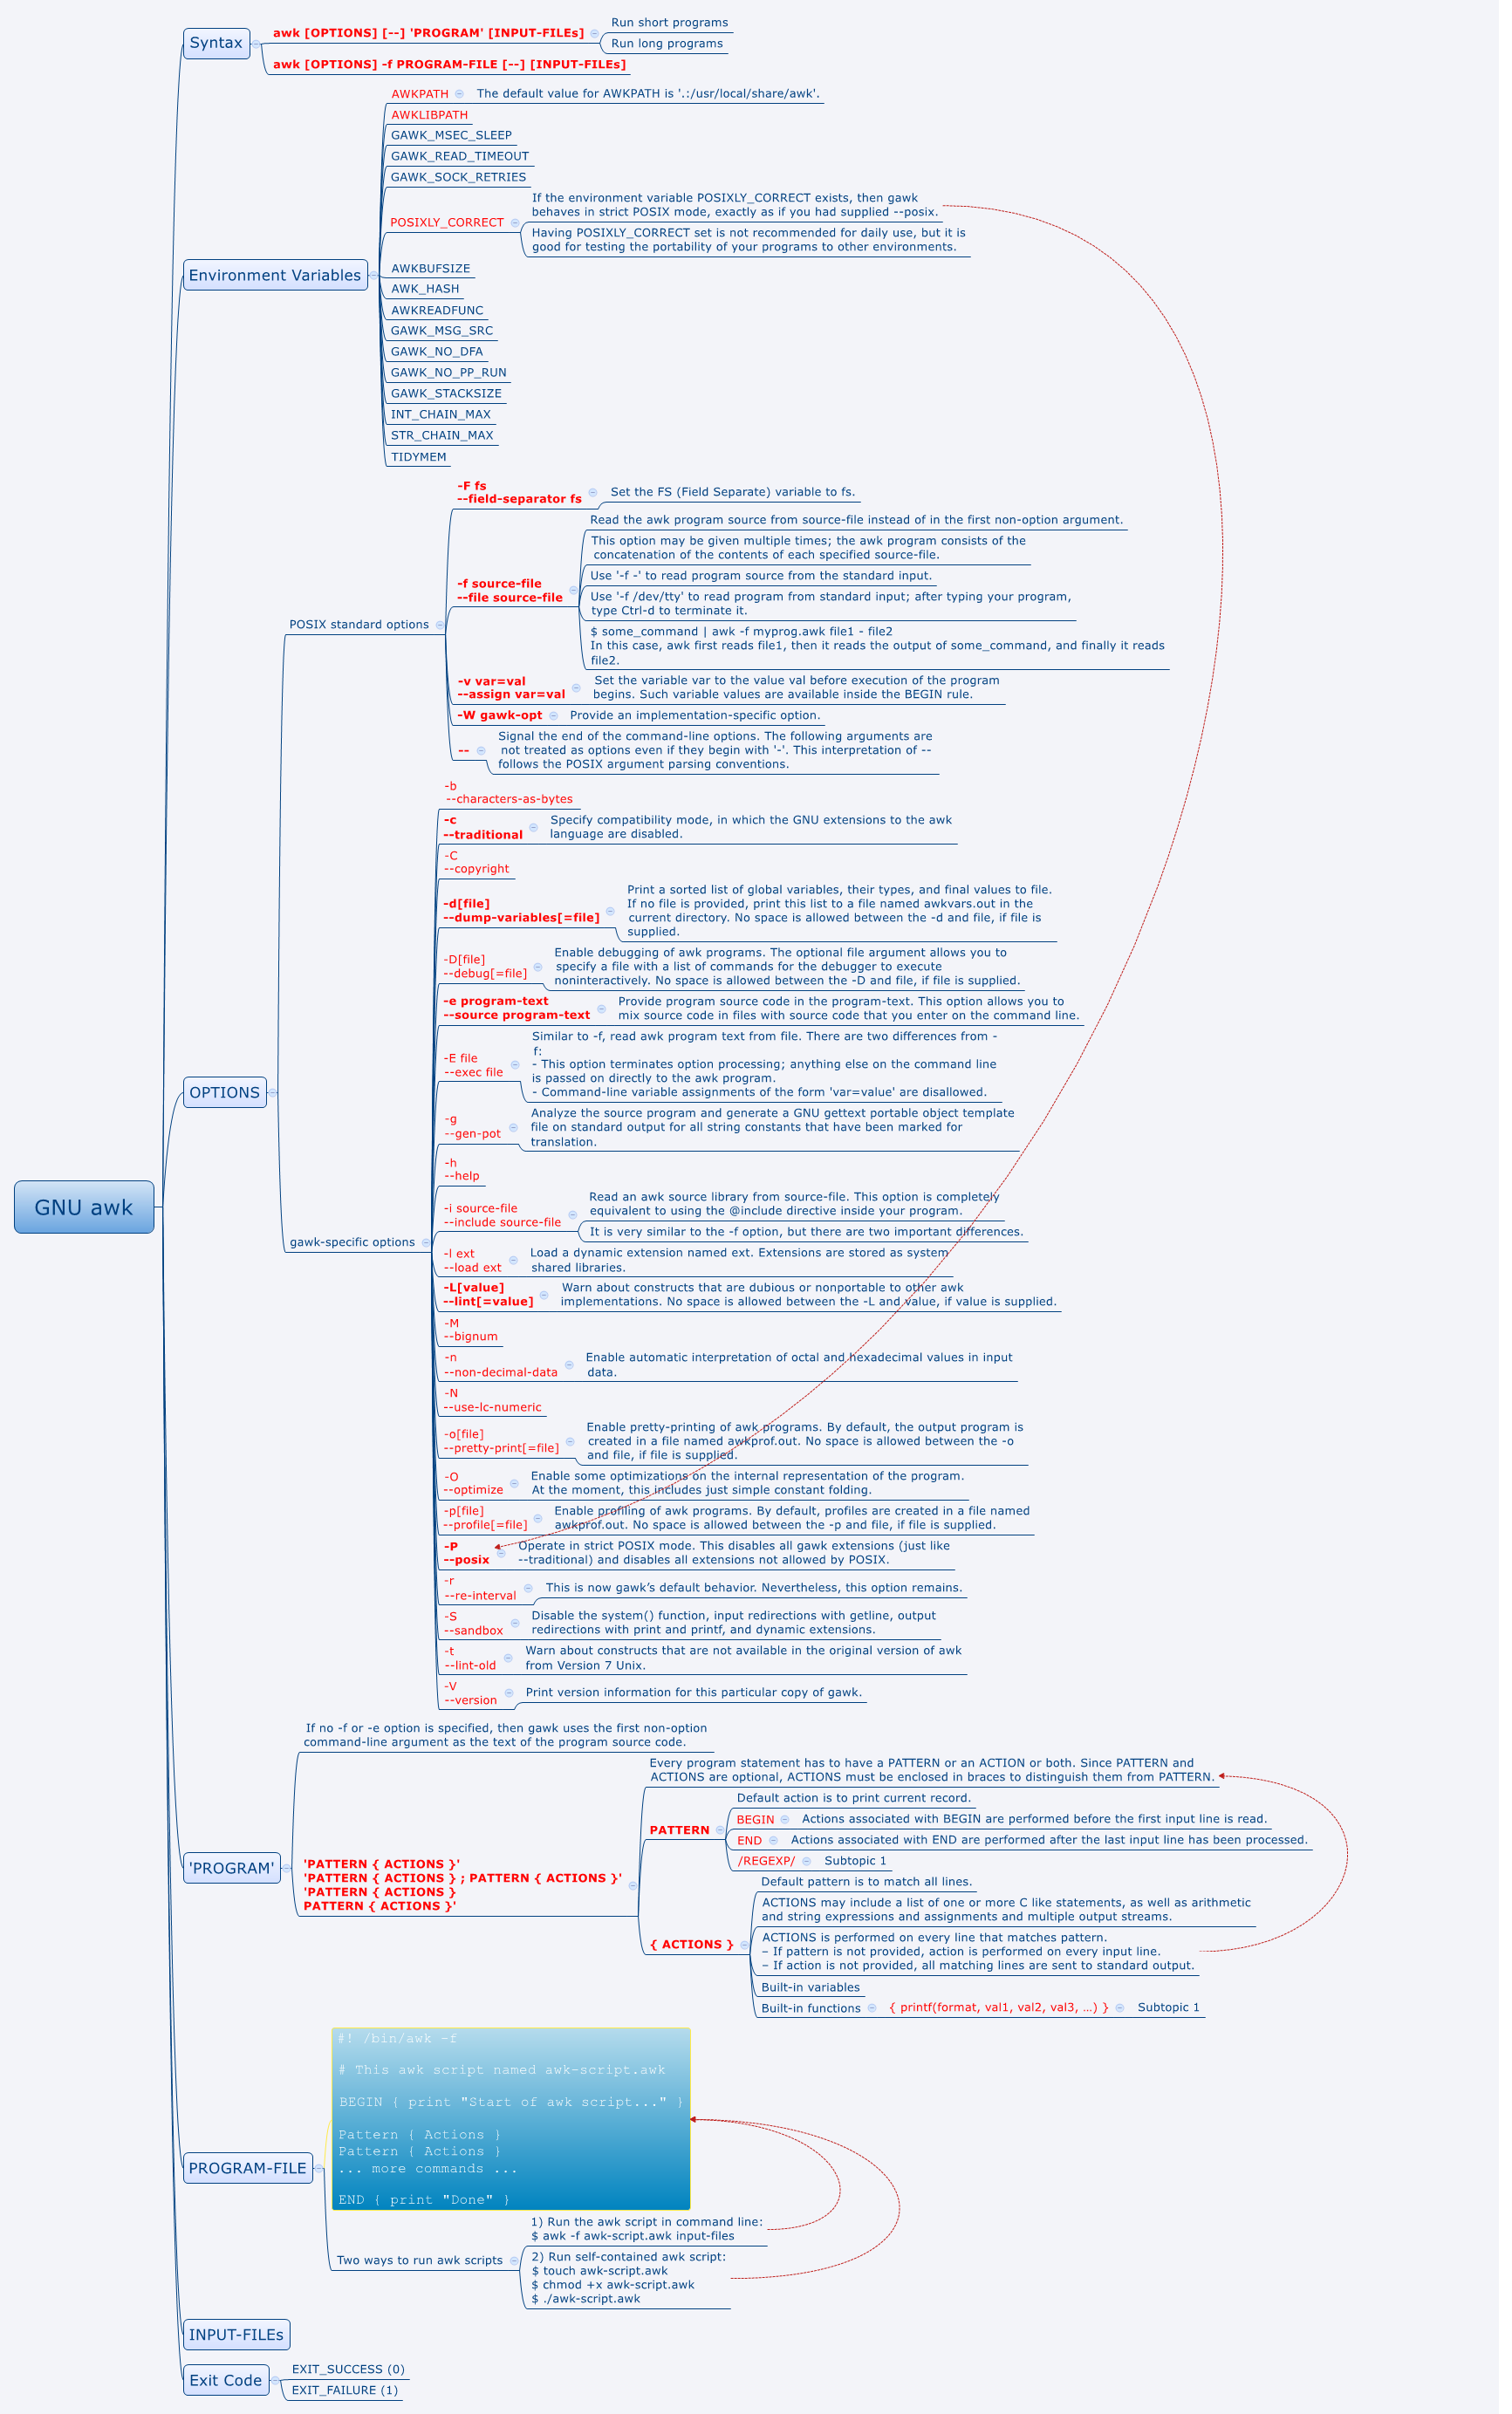 Syntax
awk [OPTIONS] [--] 'PROGRAM' [INPUT-FILEs]
Run short programs
Run long programs
awk [OPTIONS] -f PROGRAM-FILE [--] [INPUT-FILEs]
Environment Variables
AWKPATH
The default value for AWKPATH is '.:/usr/local/share/awk'.
AWKLIBPATH
GAWK_MSEC_SLEEP
GAWK_READ_TIMEOUT
GAWK_SOCK_RETRIES
POSIXLY_CORRECT
If the environment variable POSIXLY_CORRECT exists, then gawk
behaves in strict POSIX mode, exactly as if you had supplied --posix.
Having POSIXLY_CORRECT set is not recommended for daily use, but it is
good for testing the portability of your programs to other environments.
AWKBUFSIZE
AWK_HASH
AWKREADFUNC
GAWK_MSG_SRC
GAWK_NO_DFA
GAWK_NO_PP_RUN
GAWK_STACKSIZE
INT_CHAIN_MAX
STR_CHAIN_MAX
TIDYMEM
GNU awk
OPTIONS
POSIX standard options
-F fs
--field-separator fs
Set the FS (Field Separate) variable to fs.
-f source-file
--file source-file
Read the awk program source from source-file instead of in the first non-option argument.
This option may be given multiple times; the awk program consists of the
concatenation of the contents of each specified source-file.
Use '-f -' to read program source from the standard input.
Use '-f /dev/tty' to read program from standard input; after typing your program,
type Ctrl-d to terminate it.
$ some_command | awk -f myprog.awk file1 - file2
In this case, awk first reads file1, then it reads the output of some_command, and finally it reads
file2.
-v var=val
--assign var=val
Set the variable var to the value val before execution of the program
begins. Such variable values are available inside the BEGIN rule.
-W gawk-opt
Provide an implementation-specific option.
--
Signal the end of the command-line options. The following arguments are
not treated as options even if they begin with '-'. This interpretation of --
follows the POSIX argument parsing conventions.
gawk-specific options
-b
--characters-as-bytes
-c
--traditional
Specify compatibility mode, in which the GNU extensions to the awk
language are disabled.
-C
--copyright
-d[file]
--dump-variables[=file]
Print a sorted list of global variables, their types, and final values to file.
If no file is provided, print this list to a file named awkvars.out in the
current directory. No space is allowed between the -d and file, if file is
supplied.
-D[file]
--debug[=file]
Enable debugging of awk programs. The optional file argument allows you to
specify a file with a list of commands for the debugger to execute
noninteractively. No space is allowed between the -D and file, if file is supplied.
-e program-text
--source program-text
Provide program source code in the program-text. This option allows you to
mix source code in files with source code that you enter on the command line.
-E file
--exec file
Similar to -f, read awk program text from file. There are two differences from -
f:
- This option terminates option processing; anything else on the command line
is passed on directly to the awk program.
- Command-line variable assignments of the form 'var=value' are disallowed.
-g
--gen-pot
Analyze the source program and generate a GNU gettext portable object template
file on standard output for all string constants that have been marked for
translation.
-h
--help
-i source-file
--include source-file
Read an awk source library from source-file. This option is completely
equivalent to using the @include directive inside your program.
It is very similar to the -f option, but there are two important differences.
-l ext
--load ext
Load a dynamic extension named ext. Extensions are stored as system
shared libraries.
-L[value]
--lint[=value]
Warn about constructs that are dubious or nonportable to other awk
implementations. No space is allowed between the -L and value, if value is supplied.
-M
--bignum
-n
--non-decimal-data
Enable automatic interpretation of octal and hexadecimal values in input
data.
-N
--use-lc-numeric
-o[file]
--pretty-print[=file]
Enable pretty-printing of awk programs. By default, the output program is
created in a file named awkprof.out. No space is allowed between the -o
and file, if file is supplied.
-O
--optimize
Enable some optimizations on the internal representation of the program.
At the moment, this includes just simple constant folding.
-p[file]
--profile[=file]
Enable profiling of awk programs. By default, profiles are created in a file named
awkprof.out. No space is allowed between the -p and file, if file is supplied.
-P
--posix
Operate in strict POSIX mode. This disables all gawk extensions (just like
--traditional) and disables all extensions not allowed by POSIX.
-r
--re-interval
This is now gawk’s default behavior. Nevertheless, this option remains.
-S
--sandbox
Disable the system() function, input redirections with getline, output
redirections with print and printf, and dynamic extensions.
-t
--lint-old
Warn about constructs that are not available in the original version of awk
from Version 7 Unix.
-V
--version
Print version information for this particular copy of gawk.
'PROGRAM'
If no -f or -e option is specified, then gawk uses the first non-option
command-line argument as the text of the program source code.
'PATTERN { ACTIONS }'
'PATTERN { ACTIONS } ; PATTERN { ACTIONS }'
'PATTERN { ACTIONS }
PATTERN { ACTIONS }'
Every program statement has to have a PATTERN or an ACTION or both. Since PATTERN and
ACTIONS are optional, ACTIONS must be enclosed in braces to distinguish them from PATTERN.
PATTERN
Default action is to print current record.
BEGIN
Actions associated with BEGIN are performed before the first input line is read.
END
Actions associated with END are performed after the last input line has been processed.
/REGEXP/
Subtopic 1
{ ACTIONS }
Default pattern is to match all lines.
ACTIONS may include a list of one or more C like statements, as well as arithmetic
and string expressions and assignments and multiple output streams.
ACTIONS is performed on every line that matches pattern.
– If pattern is not provided, action is performed on every input line.
– If action is not provided, all matching lines are sent to standard output.
Built-in variables
Built-in functions
{ printf(format, val1, val2, val3, ...) }
Subtopic 1
PROGRAM-FILE
#! /bin/awk -f
# This awk script named awk-script.awk
BEGIN { print "Start of awk script..." }
Pattern { Actions }
Pattern { Actions }
... more commands ...
END { print "Done" }
Two ways to run awk scripts
1) Run the awk script in command line:
$ awk -f awk-script.awk input-files
2) Run self-contained awk script:
$ touch awk-script.awk
$ chmod +x awk-script.awk
$ ./awk-script.awk
INPUT-FILEs
Exit Code
EXIT_SUCCESS (0)
EXIT_FAILURE (1)